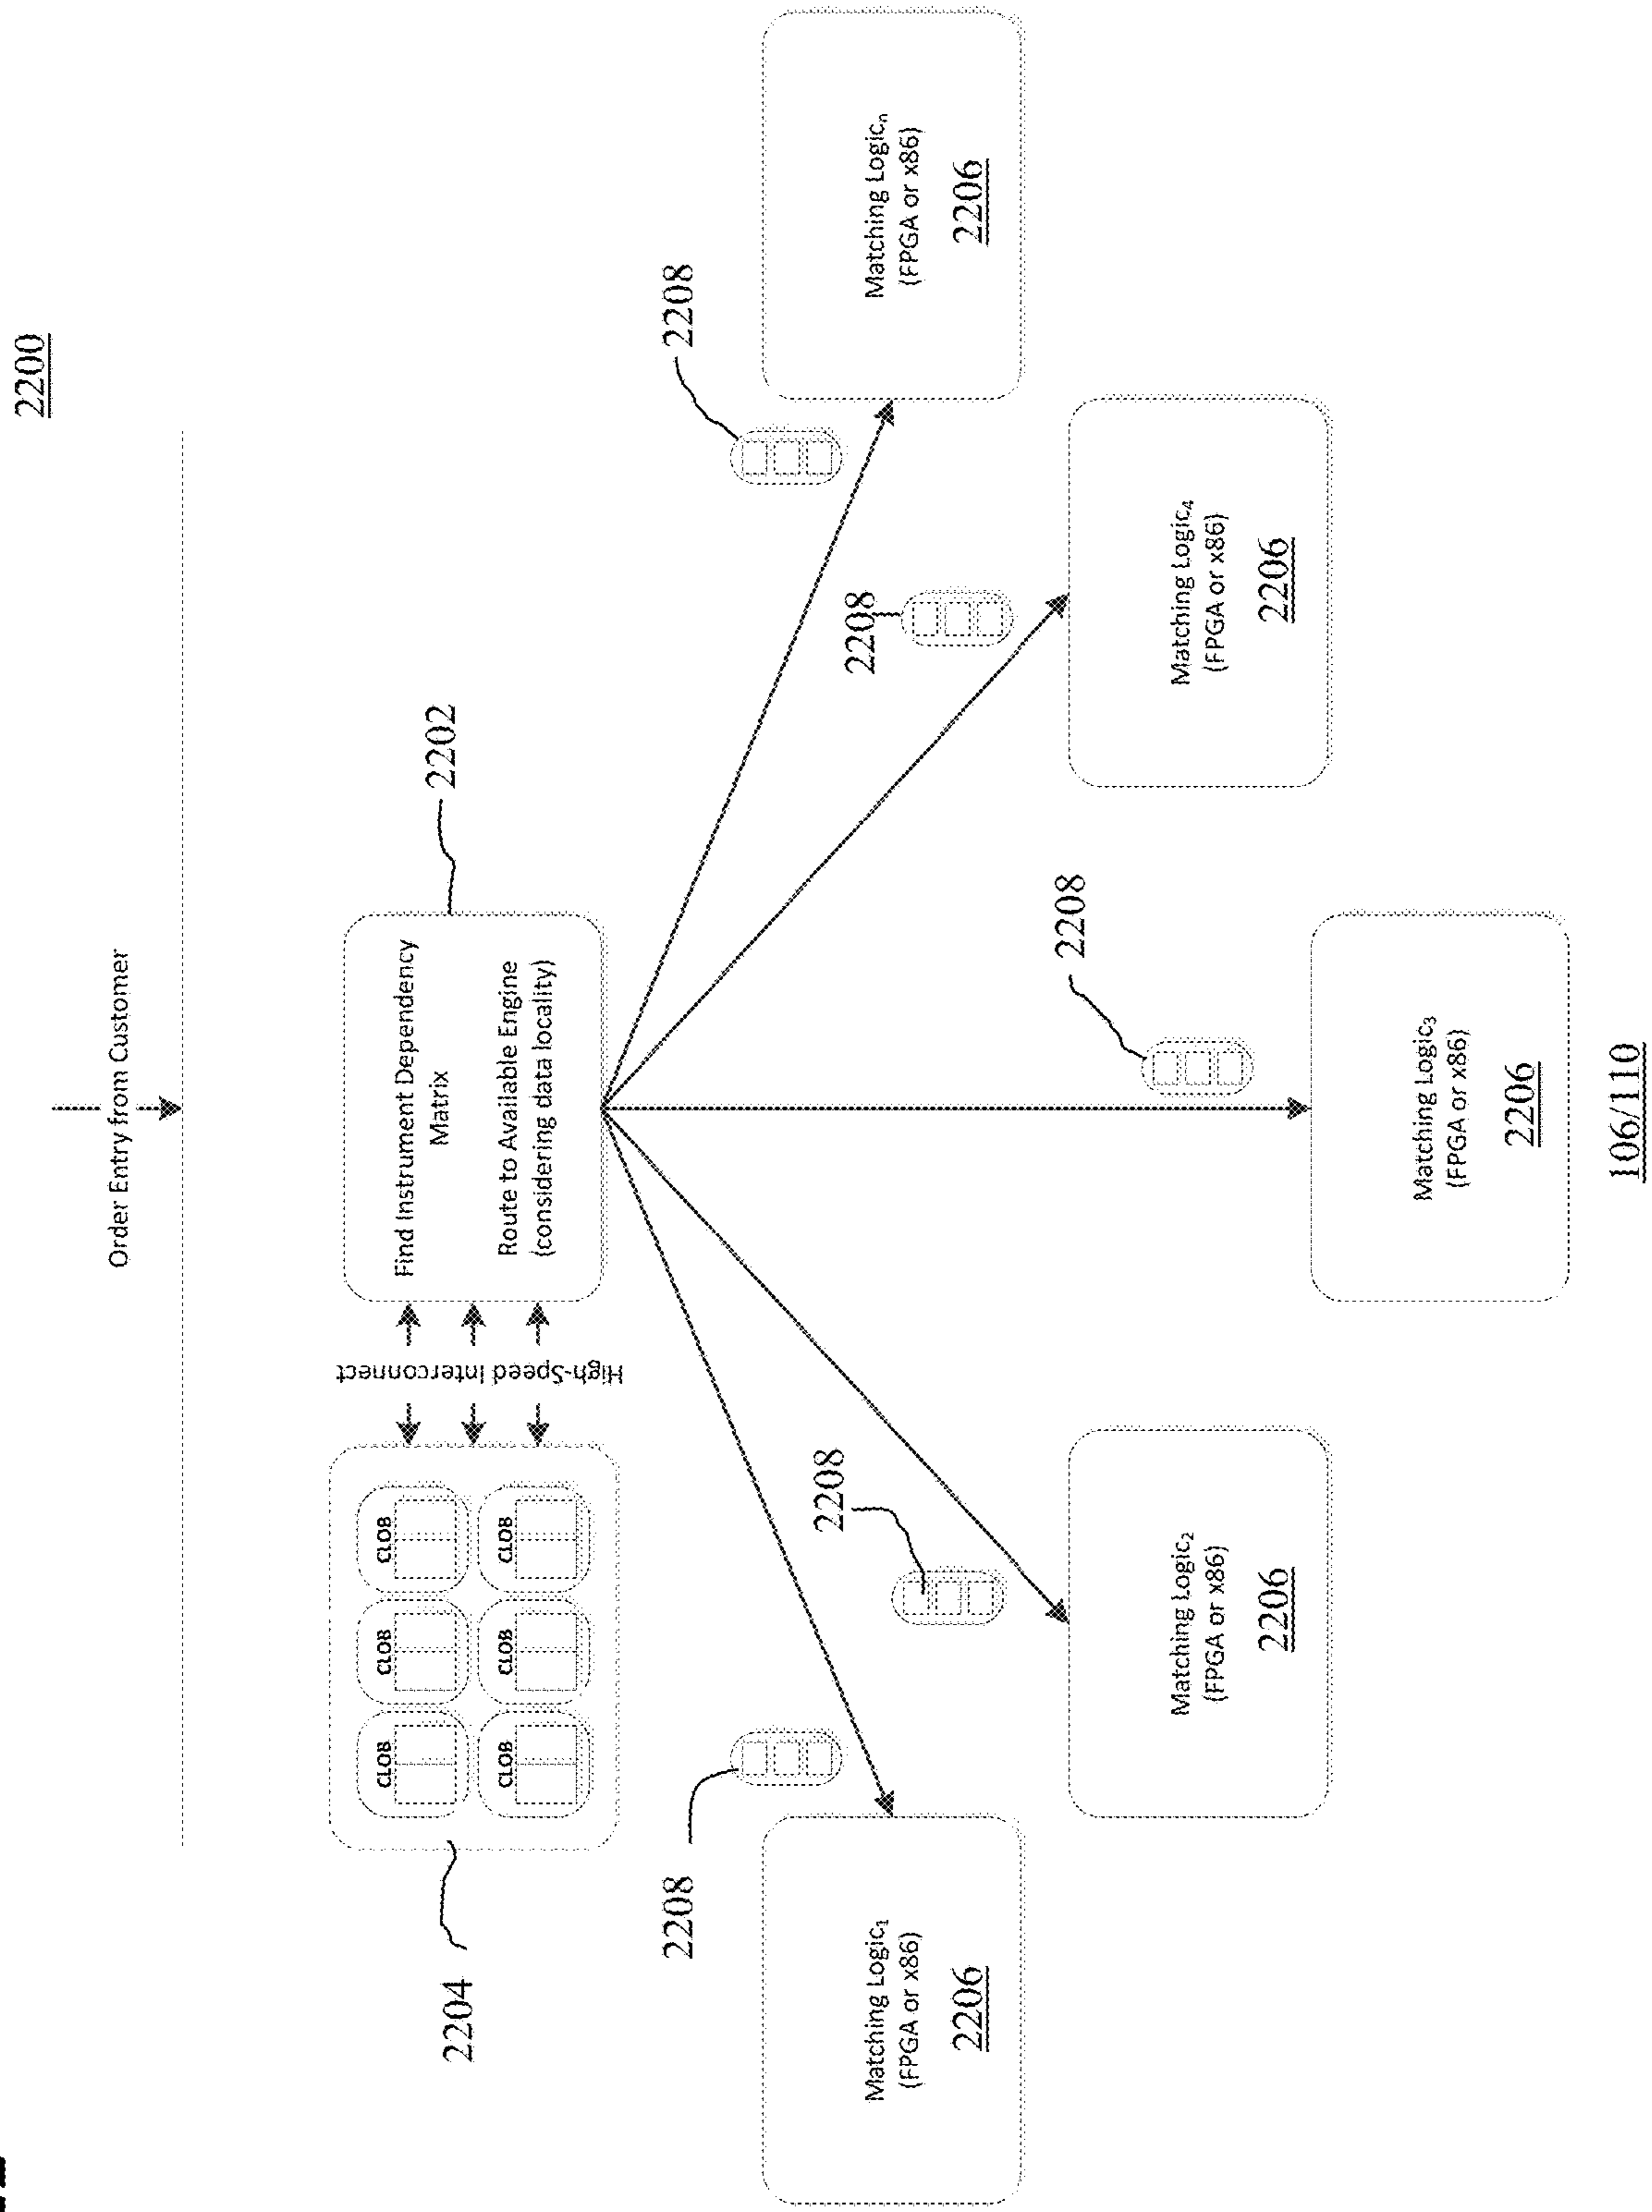 2200
Order Entry from Customer
2202
Find Instrument Dependency
Matrix
Route to Available Engine
(considering data locality)
High-Speed Interconnect
CLOB
CLOB
CLOB
CLOB
CLOB
CLOB
2204
2208
2208
2208
2208
2208
Matching Logic₁
(FPGA or x86)
2206
Matching Logic₂
(FPGA or x86)
2206
Matching Logic₃
(FPGA or x86)
2206
Matching Logic₄
(FPGA or x86)
2206
Matching Logicₙ
(FPGA or x86)
2206
106/110